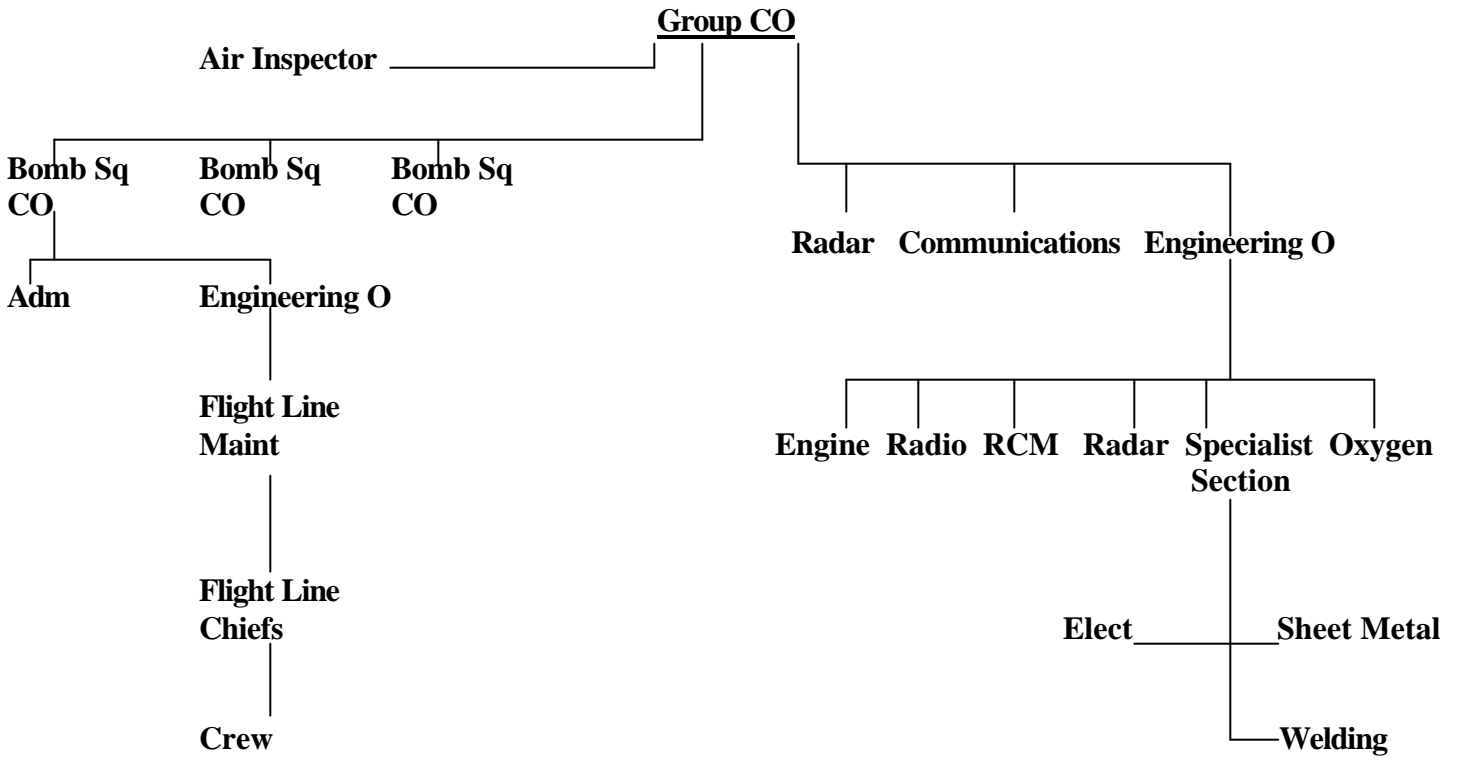 Group CO
Air Inspector
Bomb Sq Bomb Sq Bomb Sq
CO CO CO
Radar Communications Engineering O
Adm Engineering O
Flight Line
Maint
Engine Radio RCM Radar Specialist Oxygen
Section
Flight Line
Chiefs
Elect Sheet Metal
Crew
Welding